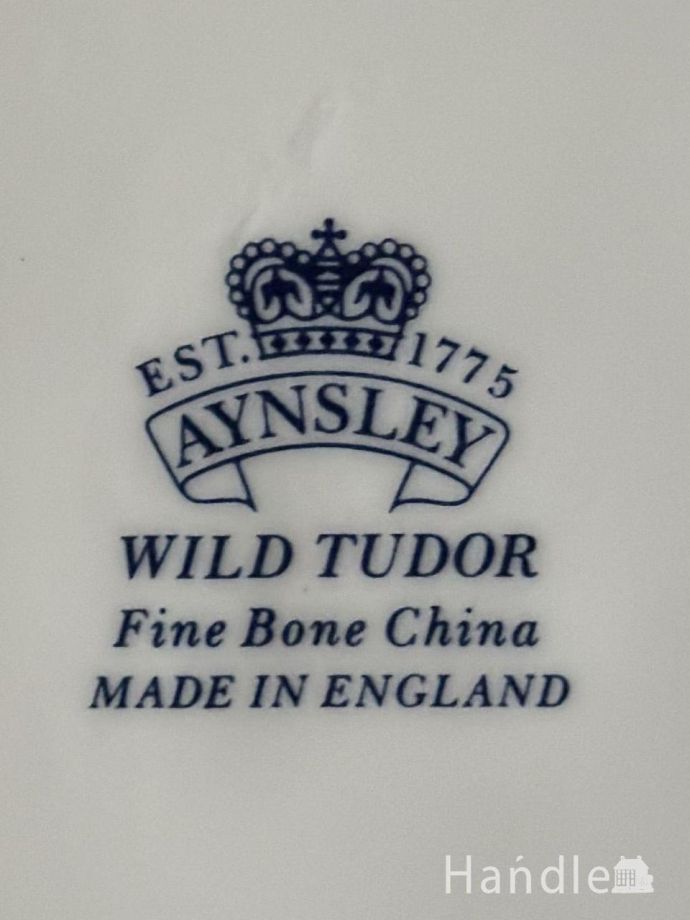 EST. 1775
AYNSLEY
WILD TUDOR
Fine Bone China
MADE IN ENGLAND
Handle